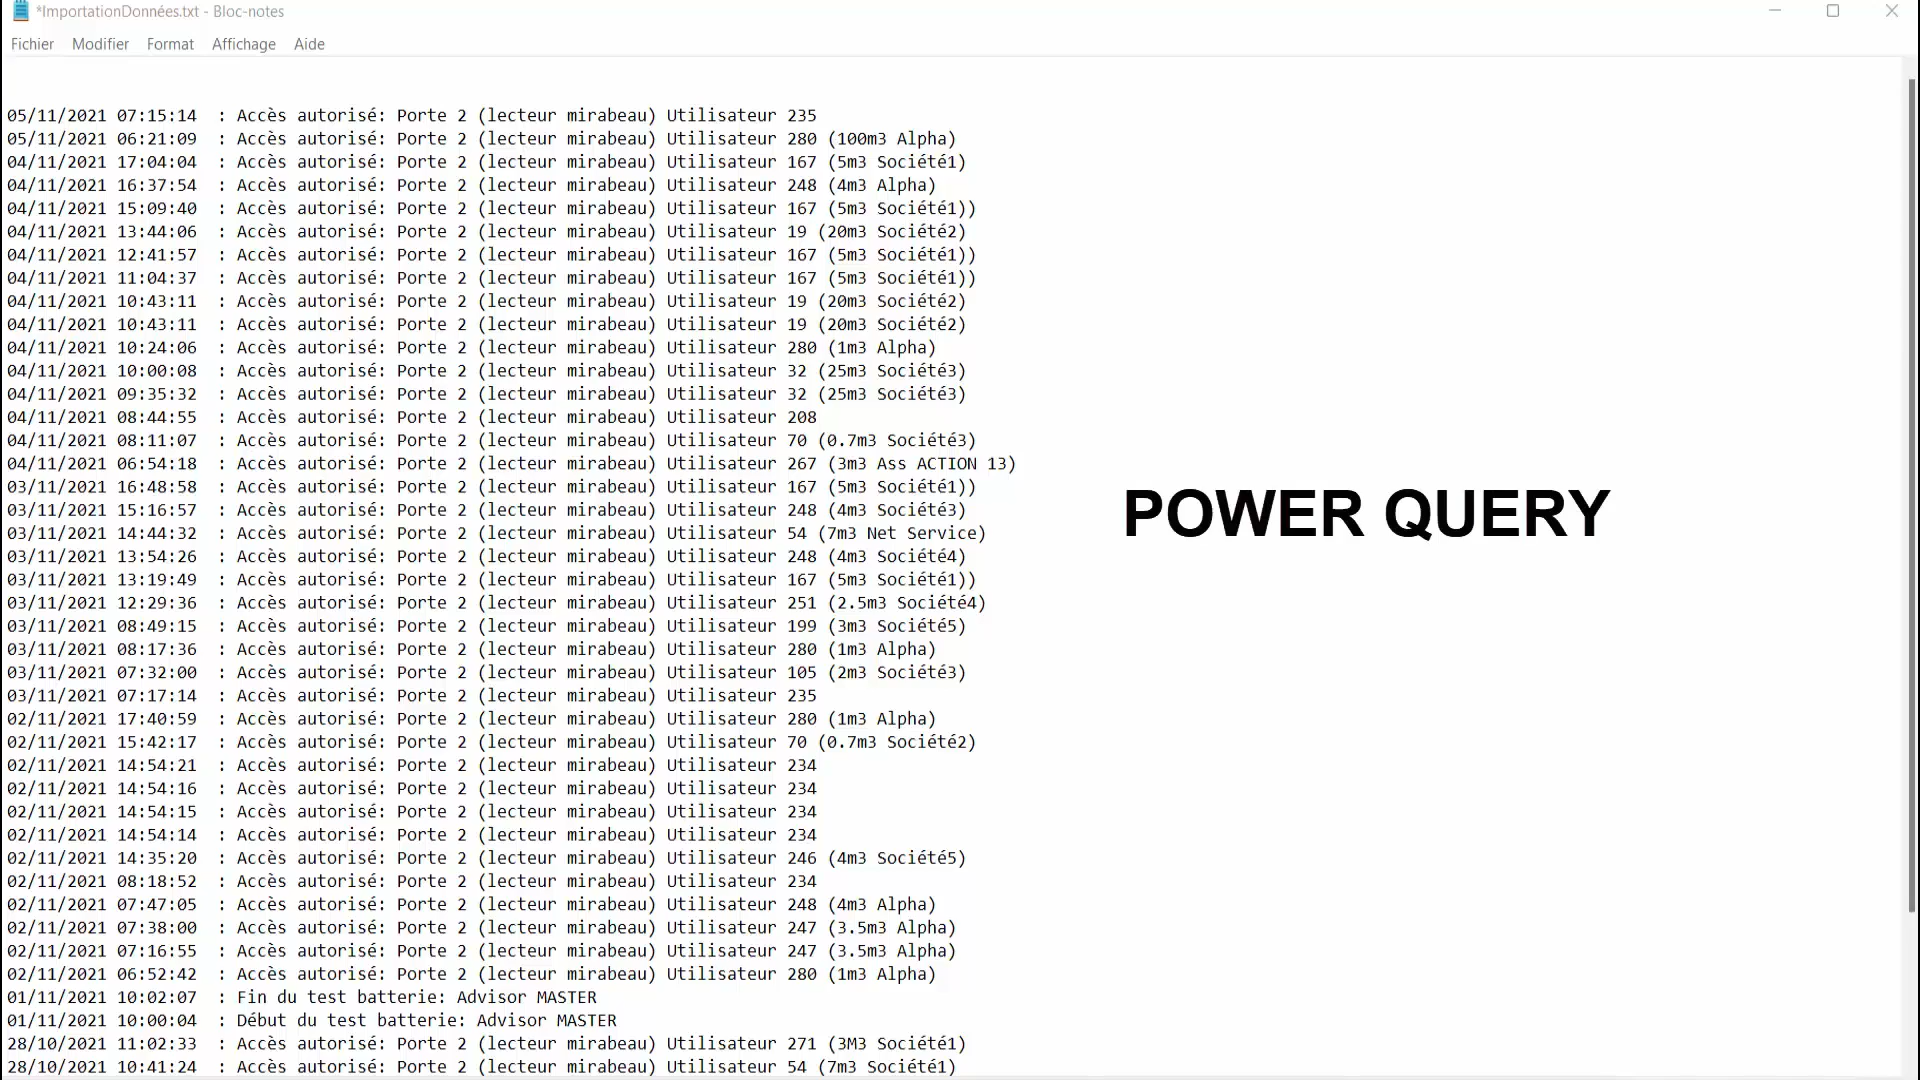 *ImportationDonnées.txt - Bloc-notes
Fichier Modifier Format Affichage Aide
05/11/2021 07:15:14 : Accès autorisé: Porte 2 (lecteur mirabeau) Utilisateur 235
05/11/2021 06:21:09 : Accès autorisé: Porte 2 (lecteur mirabeau) Utilisateur 280 (100m3 Alpha)
04/11/2021 17:04:04 : Accès autorisé: Porte 2 (lecteur mirabeau) Utilisateur 167 (5m3 Société1)
04/11/2021 16:37:54 : Accès autorisé: Porte 2 (lecteur mirabeau) Utilisateur 248 (4m3 Alpha)
04/11/2021 15:09:40 : Accès autorisé: Porte 2 (lecteur mirabeau) Utilisateur 167 (5m3 Société1))
04/11/2021 13:44:06 : Accès autorisé: Porte 2 (lecteur mirabeau) Utilisateur 19 (20m3 Société2)
04/11/2021 12:41:57 : Accès autorisé: Porte 2 (lecteur mirabeau) Utilisateur 167 (5m3 Société1))
04/11/2021 11:04:37 : Accès autorisé: Porte 2 (lecteur mirabeau) Utilisateur 167 (5m3 Société1))
04/11/2021 10:43:11 : Accès autorisé: Porte 2 (lecteur mirabeau) Utilisateur 19 (20m3 Société2)
04/11/2021 10:43:11 : Accès autorisé: Porte 2 (lecteur mirabeau) Utilisateur 19 (20m3 Société2)
04/11/2021 10:24:06 : Accès autorisé: Porte 2 (lecteur mirabeau) Utilisateur 280 (1m3 Alpha)
04/11/2021 10:00:08 : Accès autorisé: Porte 2 (lecteur mirabeau) Utilisateur 32 (25m3 Société3)
04/11/2021 09:35:32 : Accès autorisé: Porte 2 (lecteur mirabeau) Utilisateur 32 (25m3 Société3)
04/11/2021 08:44:55 : Accès autorisé: Porte 2 (lecteur mirabeau) Utilisateur 208
04/11/2021 08:11:07 : Accès autorisé: Porte 2 (lecteur mirabeau) Utilisateur 70 (0.7m3 Société3)
04/11/2021 06:54:18 : Accès autorisé: Porte 2 (lecteur mirabeau) Utilisateur 267 (3m3 Ass ACTION 13)
03/11/2021 16:48:58 : Accès autorisé: Porte 2 (lecteur mirabeau) Utilisateur 167 (5m3 Société1))
03/11/2021 15:16:57 : Accès autorisé: Porte 2 (lecteur mirabeau) Utilisateur 248 (4m3 Société3)
POWER QUERY
03/11/2021 14:44:32 : Accès autorisé: Porte 2 (lecteur mirabeau) Utilisateur 54 (7m3 Net Service)
03/11/2021 13:54:26 : Accès autorisé: Porte 2 (lecteur mirabeau) Utilisateur 248 (4m3 Société4)
03/11/2021 13:19:49 : Accès autorisé: Porte 2 (lecteur mirabeau) Utilisateur 167 (5m3 Société1))
03/11/2021 12:29:36 : Accès autorisé: Porte 2 (lecteur mirabeau) Utilisateur 251 (2.5m3 Société4)
03/11/2021 08:49:15 : Accès autorisé: Porte 2 (lecteur mirabeau) Utilisateur 199 (3m3 Société5)
03/11/2021 08:17:36 : Accès autorisé: Porte 2 (lecteur mirabeau) Utilisateur 280 (1m3 Alpha)
03/11/2021 07:32:00 : Accès autorisé: Porte 2 (lecteur mirabeau) Utilisateur 105 (2m3 Société3)
03/11/2021 07:17:14 : Accès autorisé: Porte 2 (lecteur mirabeau) Utilisateur 235
02/11/2021 17:40:59 : Accès autorisé: Porte 2 (lecteur mirabeau) Utilisateur 280 (1m3 Alpha)
02/11/2021 15:42:17 : Accès autorisé: Porte 2 (lecteur mirabeau) Utilisateur 70 (0.7m3 Société2)
02/11/2021 14:54:21 : Accès autorisé: Porte 2 (lecteur mirabeau) Utilisateur 234
02/11/2021 14:54:16 : Accès autorisé: Porte 2 (lecteur mirabeau) Utilisateur 234
02/11/2021 14:54:15 : Accès autorisé: Porte 2 (lecteur mirabeau) Utilisateur 234
02/11/2021 14:54:14 : Accès autorisé: Porte 2 (lecteur mirabeau) Utilisateur 234
02/11/2021 14:35:20 : Accès autorisé: Porte 2 (lecteur mirabeau) Utilisateur 246 (4m3 Société5)
02/11/2021 08:18:52 : Accès autorisé: Porte 2 (lecteur mirabeau) Utilisateur 234
02/11/2021 07:47:05 : Accès autorisé: Porte 2 (lecteur mirabeau) Utilisateur 248 (4m3 Alpha)
02/11/2021 07:38:00 : Accès autorisé: Porte 2 (lecteur mirabeau) Utilisateur 247 (3.5m3 Alpha)
02/11/2021 07:16:55 : Accès autorisé: Porte 2 (lecteur mirabeau) Utilisateur 247 (3.5m3 Alpha)
02/11/2021 06:52:42 : Accès autorisé: Porte 2 (lecteur mirabeau) Utilisateur 280 (1m3 Alpha)
01/11/2021 10:02:07 : Fin du test batterie: Advisor MASTER
01/11/2021 10:00:04 : Début du test batterie: Advisor MASTER
28/10/2021 11:02:33 : Accès autorisé: Porte 2 (lecteur mirabeau) Utilisateur 271 (3M3 Société1)
28/10/2021 10:41:24 : Accès autorisé: Porte 2 (lecteur mirabeau) Utilisateur 54 (7m3 Société1)